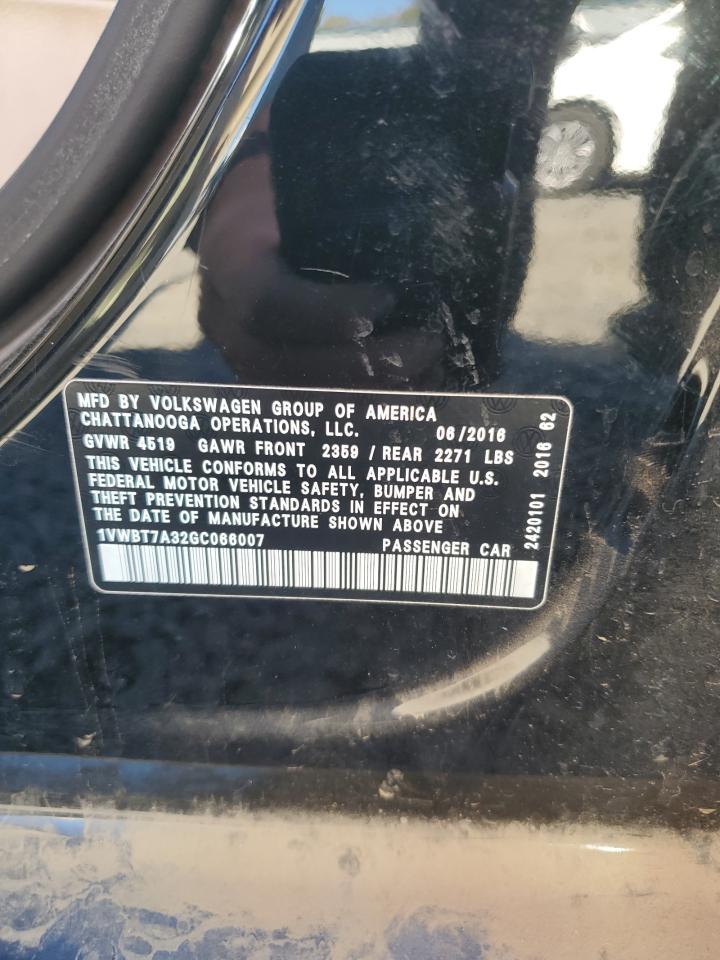 MFD BY VOLKSWAGEN GROUP OF AMERICA
CHATTANOOGA OPERATIONS, LLC. 06/2016
GVWR 4519 GAWR FRONT 2359 / REAR 2271 LBS
THIS VEHICLE CONFORMS TO ALL APPLICABLE U.S.
FEDERAL MOTOR VEHICLE SAFETY, BUMPER AND
THEFT PREVENTION STANDARDS IN EFFECT ON
THE DATE OF MANUFACTURE SHOWN ABOVE
1VWBT7A32GC066007 PASSENGER CAR
2420101 2016 62